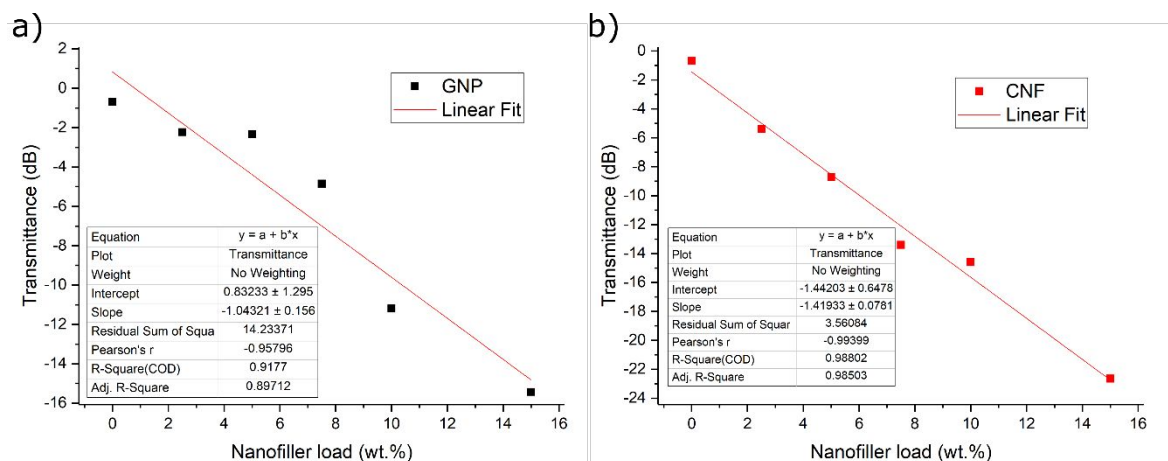 a)
2
0
-2
-4
-6
-8
-10
-12
-14
-16
Transmittance (dB)
GNP
Linear Fit
Equation y = a + b*x
Plot Transmittance
Weight No Weighting
Intercept 0.83233 ± 1.295
Slope -1.04321 ± 0.156
Residual Sum of Squa 14.23371
Pearson's r -0.95796
R-Square(COD) 0.9177
Adj. R-Square 0.89712
0 2 4 6 8 10 12 14 16
Nanofiller load (wt.%)
b)
0
-2
-4
-6
-8
-10
-12
-14
-16
-18
-20
-22
-24
Transmittance (dB)
CNF
Linear Fit
Equation y = a + b*x
Plot Transmittance
Weight No Weighting
Intercept -1.44203 ± 0.6478
Slope -1.41933 ± 0.0781
Residual Sum of Squar 3.56084
Pearson's r -0.99399
R-Square(COD) 0.98802
Adj. R-Square 0.98503
0 2 4 6 8 10 12 14 16
Nanofiller load (wt.%)